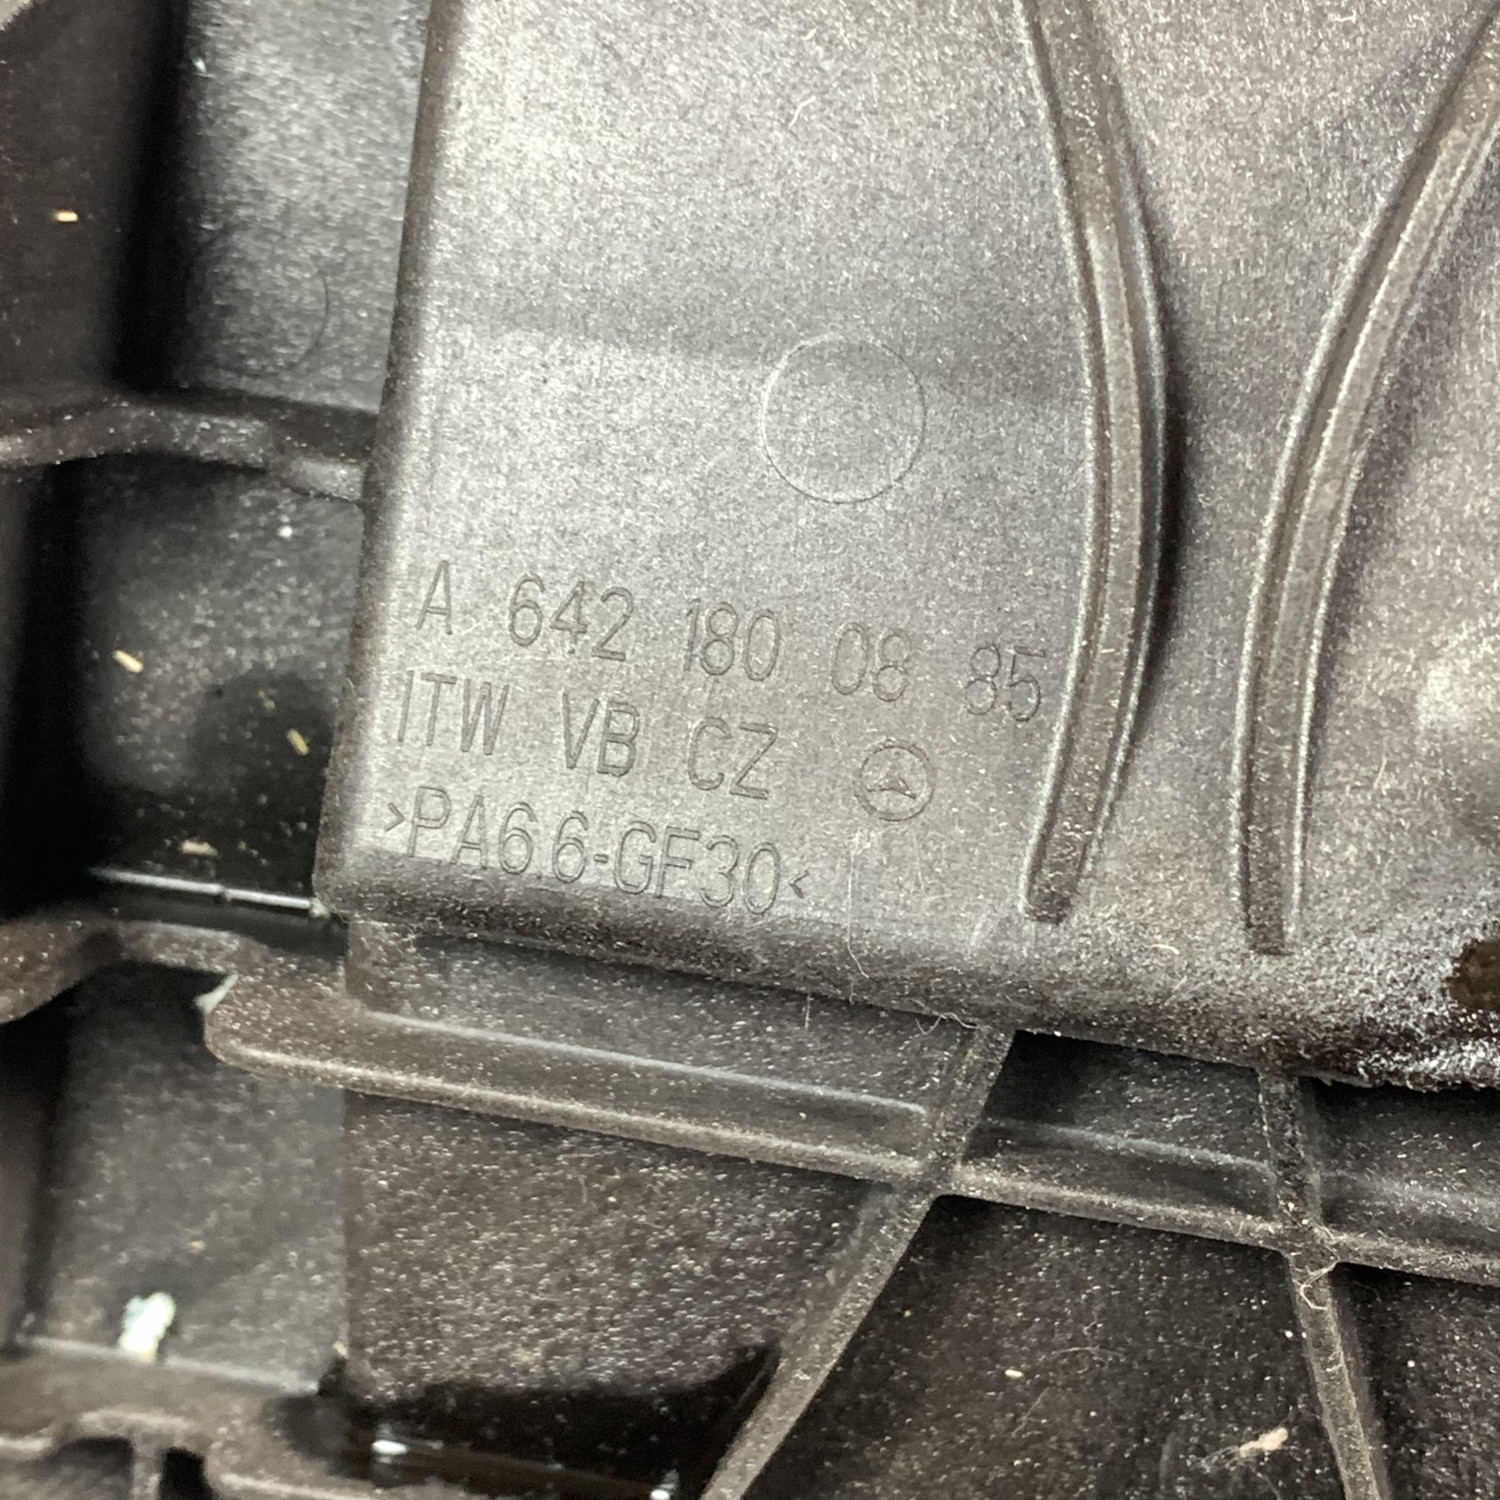 A 642 180 08 85
ITW VB CZ
>PA6.6-GF30<